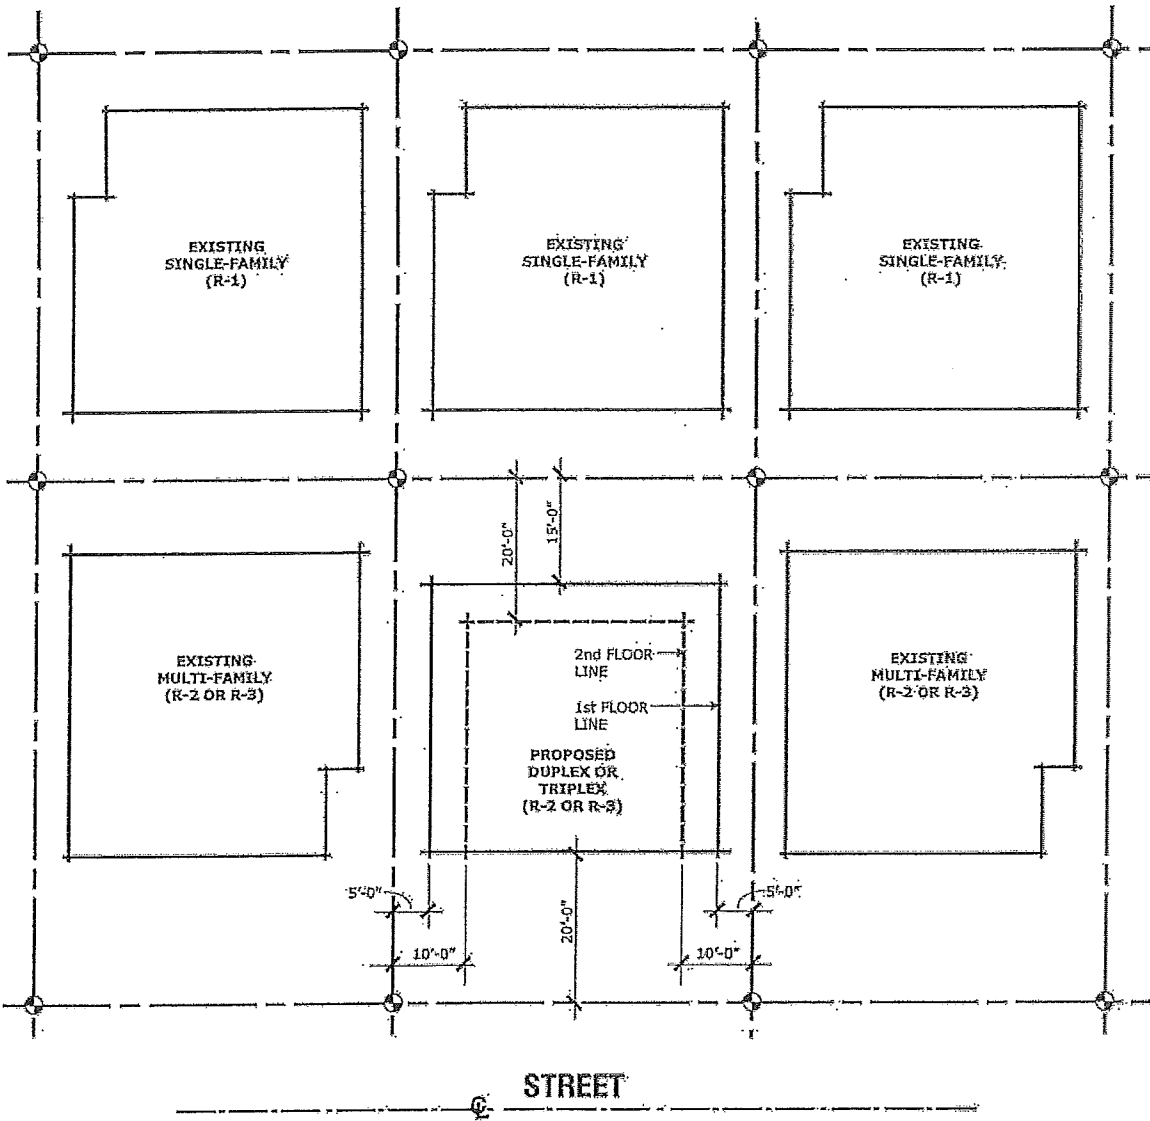 EXISTING
SINGLE-FAMILY
(R-1)
EXISTING
SINGLE-FAMILY
(R-1)
EXISTING
SINGLE-FAMILY
(R-1)
20'-0"
15'-0"
EXISTING
MULTI-FAMILY
(R-2 OR R-3)
2nd FLOOR
LINE
1st FLOOR
LINE
PROPOSED
DUPLEX OR
TRIPLEX
(R-2 OR R-3)
EXISTING
MULTI-FAMILY
(R-2 OR R-3)
5'-0"
5'-0"
20'-0"
10'-0"
10'-0"
STREET
℄